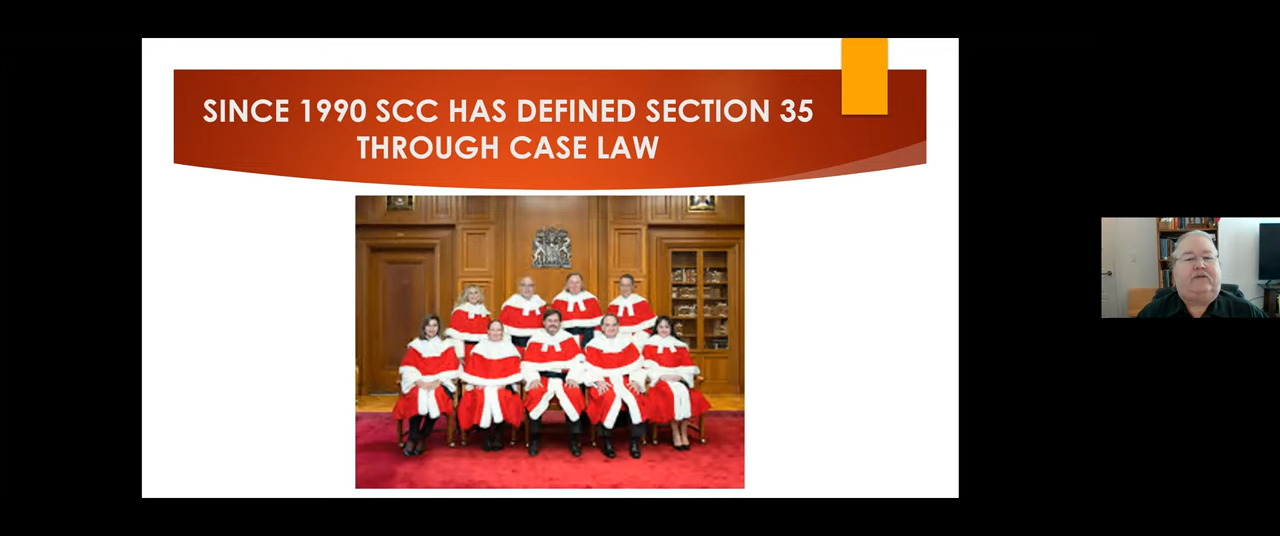 SINCE 1990 SCC HAS DEFINED SECTION 35
THROUGH CASE LAW